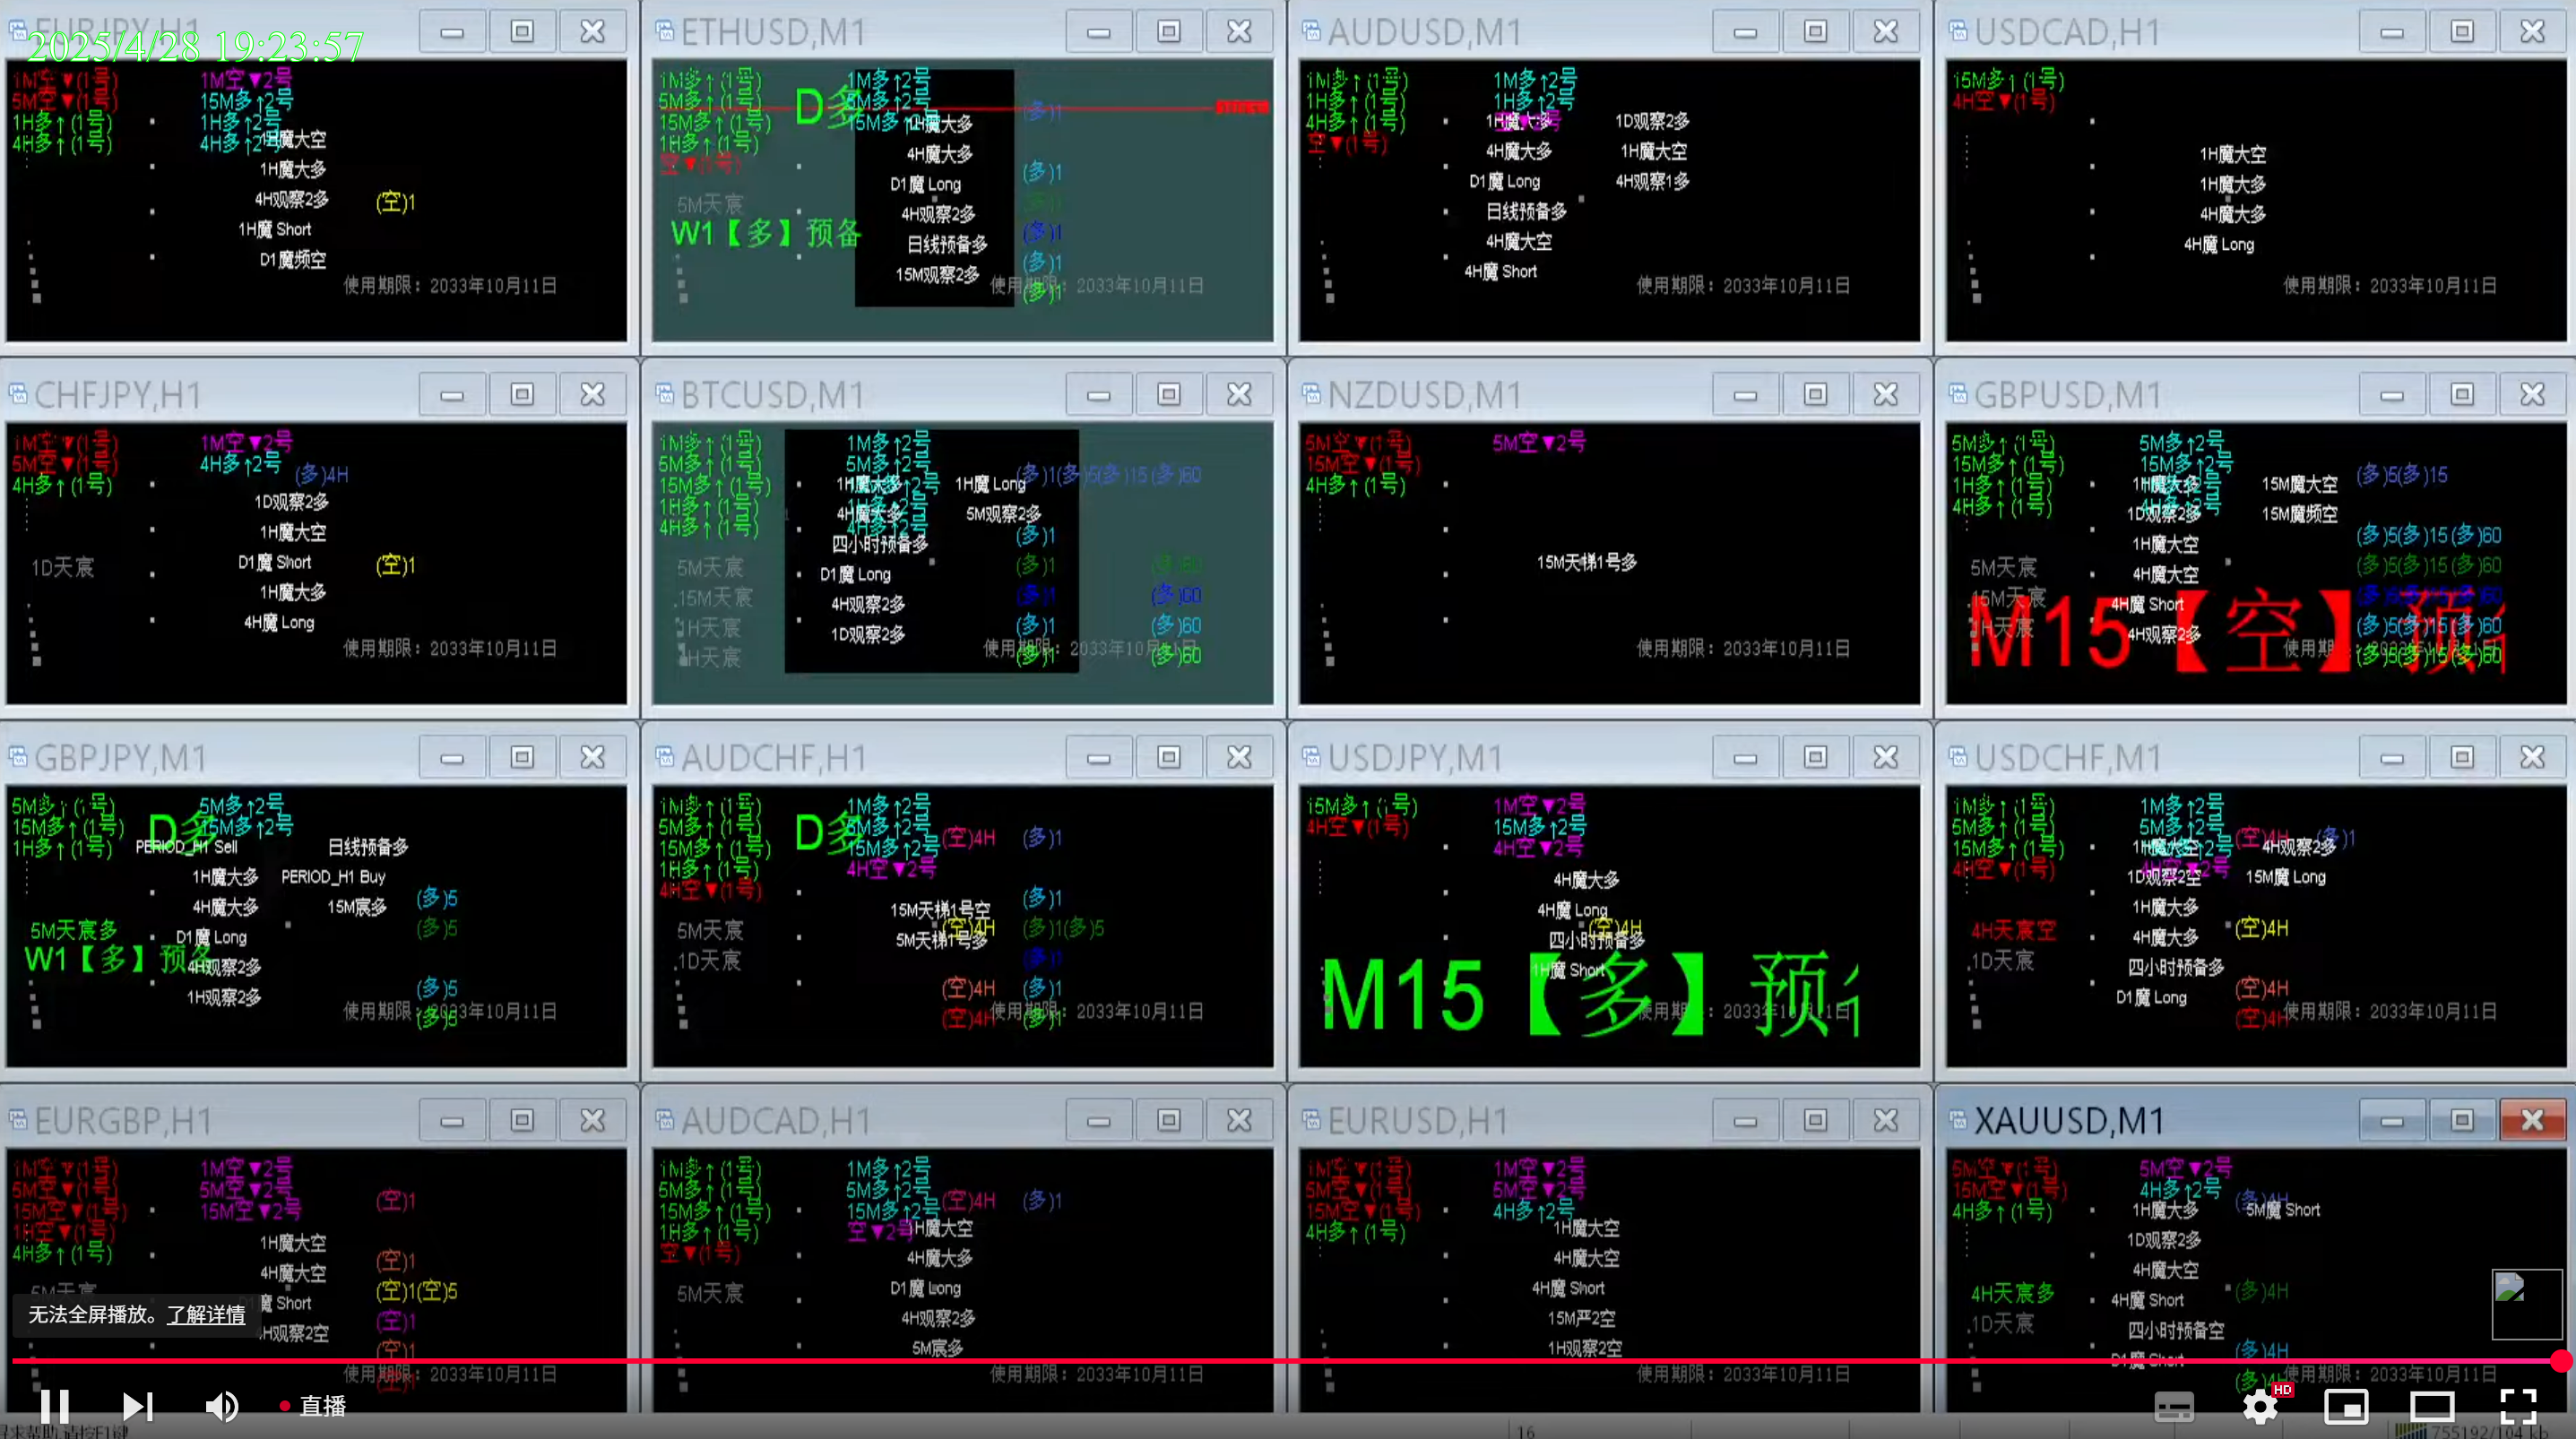 EURJPY,H1
2025/4/28 19:23:57
1M空▼(1号) 1M空▼2号
5M空▼(1号) 15M多↑2号
1H多↑(1号) 1H多↑2号
4H多↑(1号) 4H多↑2号
1H魔大空
1H魔大多
4H观察2多 (空)1
1H魔 Short
D1魔频空
使用期限：2033年10月11日
ETHUSD,M1
1M多↑(1号) 1M多↑2号
5M多↑(1号) D多 5M多↑2号
15M多↑(1号) 15M多↑2号
1H多↑(1号)
空▼(1号)
(多)1
1H魔大多
4H魔大多
D1魔 Long (多)1
5M天宸
4H观察2多
W1【多】预备 日线预备多 (多)1
15M观察2多 (多)1
使用期限：2033年10月11日
(多)1
AUDUSD,M1
1M多↑(1号) 1M多↑2号
1H多↑(1号) 1H多↑2号
4H多↑(1号) 1H魔大多 1D观察2多
空▼(1号) 4H魔大多 1H魔大空
D1魔 Long 4H观察1多
日线预备多
4H魔大空
4H魔 Short
使用期限：2033年10月11日
USDCAD,H1
15M多↑(1号)
4H空▼(1号)
1H魔大空
1H魔大多
4H魔大多
4H魔 Long
使用期限：2033年10月11日
CHFJPY,H1
1M空▼(1号) 1M空▼2号
5M空▼(1号) 4H多↑2号 (多)4H
4H多↑(1号)
1D观察2多
1H魔大空
1D天宸 D1魔 Short (空)1
1H魔大多
4H魔 Long
使用期限：2033年10月11日
BTCUSD,M1
1M多↑(1号) 1M多↑2号
5M多↑(1号) 5M多↑2号
15M多↑(1号) 1H魔大多 1H魔 Long (多)1(多)5(多)15(多)60
1H多↑(1号) 4H魔大多 5M观察2多
4H多↑(1号) 4H多↑2号
四小时预备多 (多)1
5M天宸 D1魔 Long (多)1
15M天宸 4H观察2多 (多)1 (多)60
1H天宸 1D观察2多 (多)1 (多)60
4H天宸 (多)1 (多)60
NZDUSD,M1
5M空▼(1号) 5M空▼2号
15M空▼(1号)
4H多↑(1号)
15M天梯1号多
使用期限：2033年10月11日
GBPUSD,M1
5M多↑(1号) 5M多↑2号
15M多↑(1号) 15M多↑2号 (多)5(多)15
1H多↑(1号) 1H魔大多 15M魔大空
4H多↑(1号) 1D观察2多 15M魔频空
1H魔大空 (多)5(多)15(多)60
5M天宸 4H魔大空 (多)5(多)15(多)60
15M天宸 4H魔 Short
1H天宸 4H观察2多 (多)5(多)15(多)60
M15【空】预
(多)5(多)15(多)60
GBPJPY,M1
5M多↑(1号) 5M多↑2号
15M多↑(1号) D多 15M多↑2号
1H多↑(1号) PERIOD_H1 Sell 日线预备多
1H魔大多 PERIOD_H1 Buy
4H魔大多 15M宸多 (多)5
5M天宸多 D1魔 Long (多)5
W1【多】预备 4H观察2多
1H观察2多 (多)5
使用期限：2033年10月11日
(多)5
AUDCHF,H1
1M多↑(1号) 1M多↑2号
5M多↑(1号) D多 5M多↑2号 (空)4H (多)1
15M多↑(1号) 15M多↑2号
1H多↑(1号) 4H空▼2号
4H空▼(1号)
15M天梯1号空 (多)1
5M天宸 (空)4H (多)1(多)5
5M天梯1号多
1D天宸 (多)1
(空)4H (多)1
(空)4H 使用期限：2033年10月11日
(多)1
USDJPY,M1
15M多↑(1号) 1M空▼2号
4H空▼(1号) 15M多↑2号
4H空▼2号
4H魔大多
4H魔 Long
(空)4H
四小时预备多
1H魔 Short
M15【多】预
USDCHF,M1
1M多↑(1号) 1M多↑2号
5M多↑(1号) 5M多↑2号 (空)4H (多)1
15M多↑(1号) 4H观察2多
4H空▼(1号) 1D观察2空 15M魔 Long
1H魔大多
4H天宸空 4H魔大多 (空)4H
1D天宸 四小时预备多
D1魔 Long (空)4H
(空)4H 使用期限：2033年10月11日
EURGBP,H1
1M空▼(1号) 1M空▼2号
5M空▼(1号) 5M空▼2号 (空)1
15M空▼(1号) 15M空▼2号
1H空▼(1号) 1H魔大空
4H多↑(1号) (空)1
4H魔大空
5M天宸 (空)1(空)5
魔 Short
无法全屏播放。了解详情 (空)1
4H观察2空 (空)1
使用期限：2033年10月11日
AUDCAD,H1
1M多↑(1号) 1M多↑2号
5M多↑(1号) 5M多↑2号 (空)4H (多)1
15M多↑(1号) 15M多↑2号
1H多↑(1号) 空▼2号 1H魔大空
空▼(1号) 4H魔大多
5M天宸 D1魔 Long
4H观察2多
5M宸多
使用期限：2033年10月11日
EURUSD,H1
1M空▼(1号) 1M空▼2号
5M空▼(1号) 5M空▼2号
15M空▼(1号) 4H多↑2号
4H多↑(1号) 1H魔大空
4H魔大空
4H魔 Short
15M严2空
1H观察2空
使用期限：2033年10月11日
XAUUSD,M1
5M空▼(1号) 5M空▼2号
15M空▼(1号) 4H多↑2号 (多)4H
4H多↑(1号) 1H魔大多 5M魔 Short
1D观察2多
4H魔大空
4H天宸多 4H魔 Short (多)4H
1D天宸 四小时预备空
D1魔 Short (多)4H
使用期限：2033年10月11日
直播
HD
16
755192/104 kb